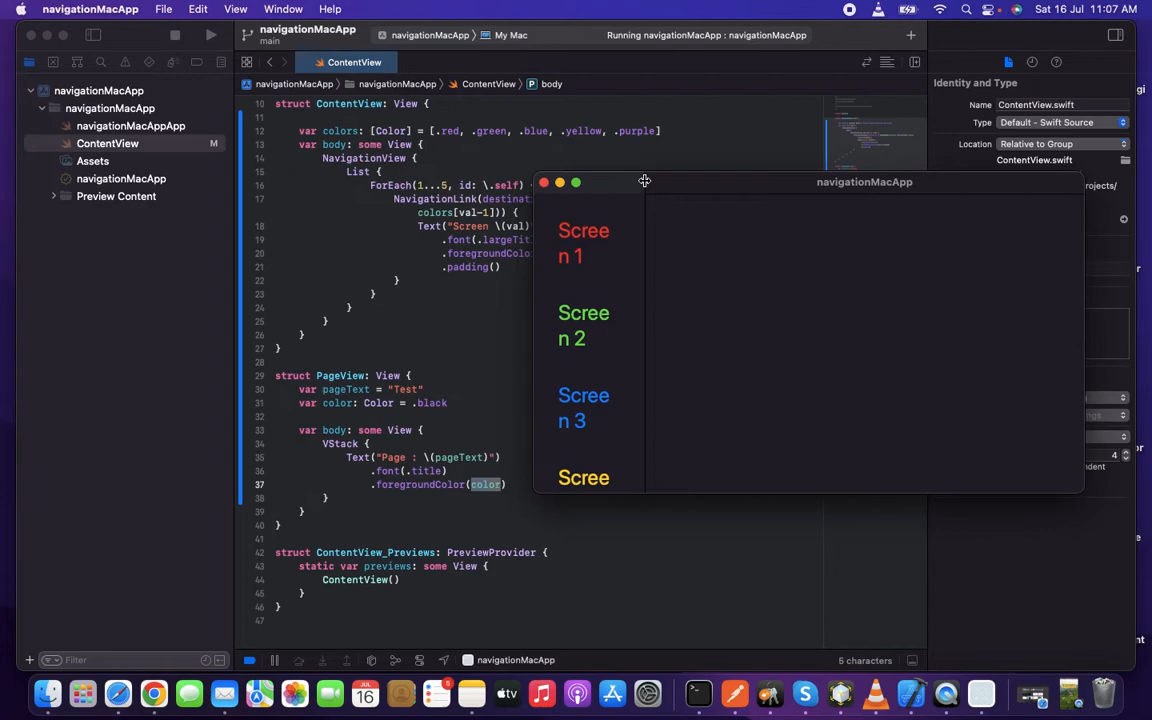 navigationMacApp File Edit View Window Help Sat 16 Jul 11:07 AM
navigationMacApp
main
navigationMacApp 〉 My Mac
Running navigationMacApp : navigationMacApp
ContentView
navigationMacApp 〉 navigationMacApp 〉 ContentView 〉 P body
navigationMacApp
navigationMacApp
navigationMacAppApp
ContentView M
Assets
navigationMacApp
Preview Content
Filter
10 struct ContentView: View {
11
12 var colors: [Color] = [.red, .green, .blue, .yellow, .purple]
13 var body: some View {
14 NavigationView {
15 List {
16 ForEach(1...5, id: \.self)
17 NavigationLink(destina
colors[val-1])) {
18 Text("Screen \(val)
19 .font(.largeTit
20 .foregroundColo
21 .padding()
22 }
23 }
24 }
25 }
26 }
27 }
28
29 struct PageView: View {
30 var pageText = "Test"
31 var color: Color = .black
32
33 var body: some View {
34 VStack {
35 Text("Page : \(pageText)")
36 .font(.title)
37 .foregroundColor(color)
38 }
39 }
40 }
41
42 struct ContentView_Previews: PreviewProvider {
43 static var previews: some View {
44 ContentView()
45 }
46 }
47
navigationMacApp
5 characters
navigationMacApp
Scree
n 1
Scree
n 2
Scree
n 3
Scree
Identity and Type
Name ContentView.swift
Type Default - Swift Source
Location Relative to Group
ContentView.swift
rojects/
4
JUL
16
5
tv